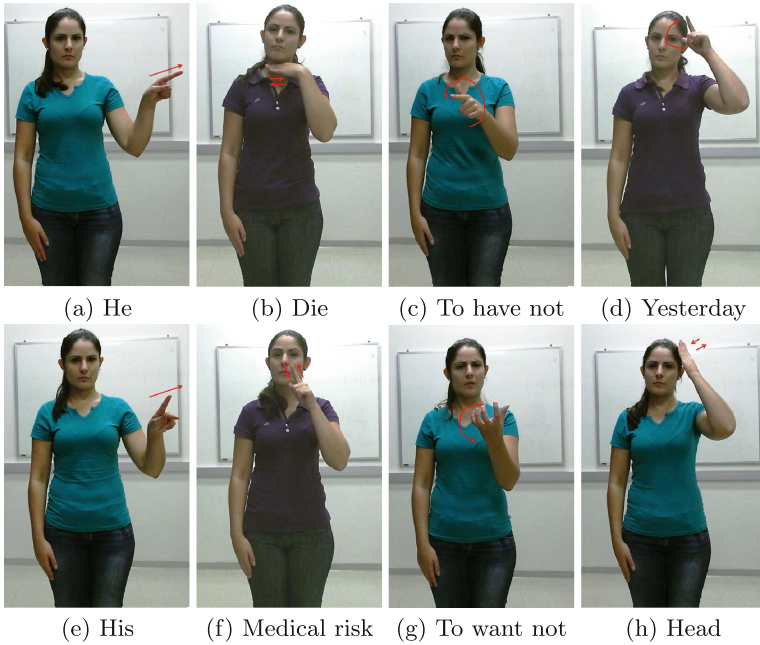 (a) He
(b) Die
(c) To have not
(d) Yesterday
(e) His
(f) Medical risk
(g) To want not
(h) Head